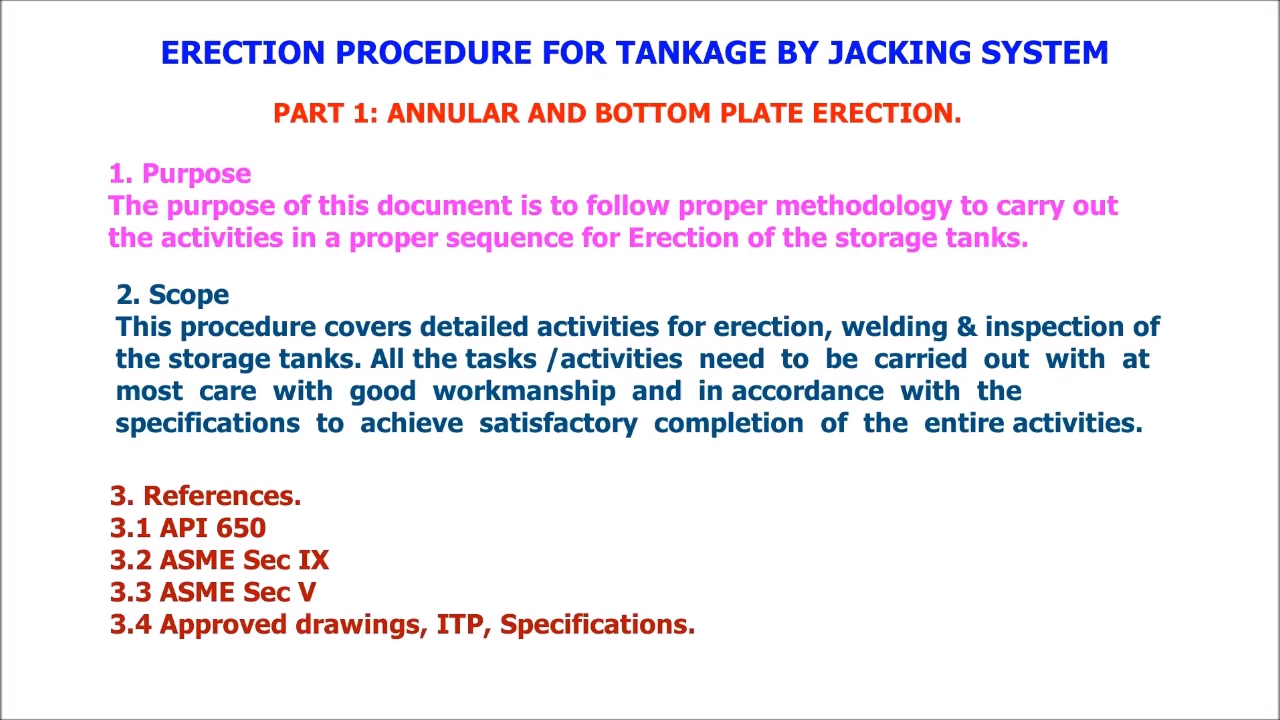 ERECTION PROCEDURE FOR TANKAGE BY JACKING SYSTEM
PART 1: ANNULAR AND BOTTOM PLATE ERECTION.
1. Purpose
The purpose of this document is to follow proper methodology to carry out
the activities in a proper sequence for Erection of the storage tanks.
2. Scope
This procedure covers detailed activities for erection, welding & inspection of
the storage tanks. All the tasks /activities need to be carried out with at
most care with good workmanship and in accordance with the
specifications to achieve satisfactory completion of the entire activities.
3. References.
3.1 API 650
3.2 ASME Sec IX
3.3 ASME Sec V
3.4 Approved drawings, ITP, Specifications.